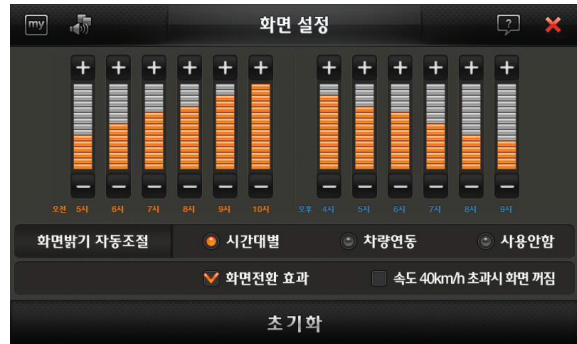 my ? 화면 설정
+ + + + + + + + + + + +
오전 5시 6시 7시 8시 9시 10시 오후 4시 5시 6시 7시 8시 9시
화면밝기 자동조절 시간대별 차량연동 사용안함
화면전환 효과 속도 40km/h 초과시 화면 꺼짐
초기화